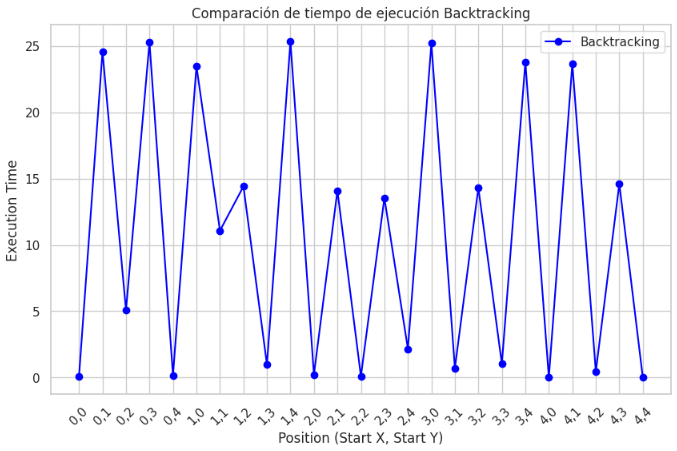 Comparación de tiempo de ejecución Backtracking
Backtracking
25
20
15
10
5
0
Execution Time
0,0 0,1 0,2 0,3 0,4 1,0 1,1 1,2 1,3 1,4 2,0 2,1 2,2 2,3 2,4 3,0 3,1 3,2 3,3 3,4 4,0 4,1 4,2 4,3 4,4
Position (Start X, Start Y)